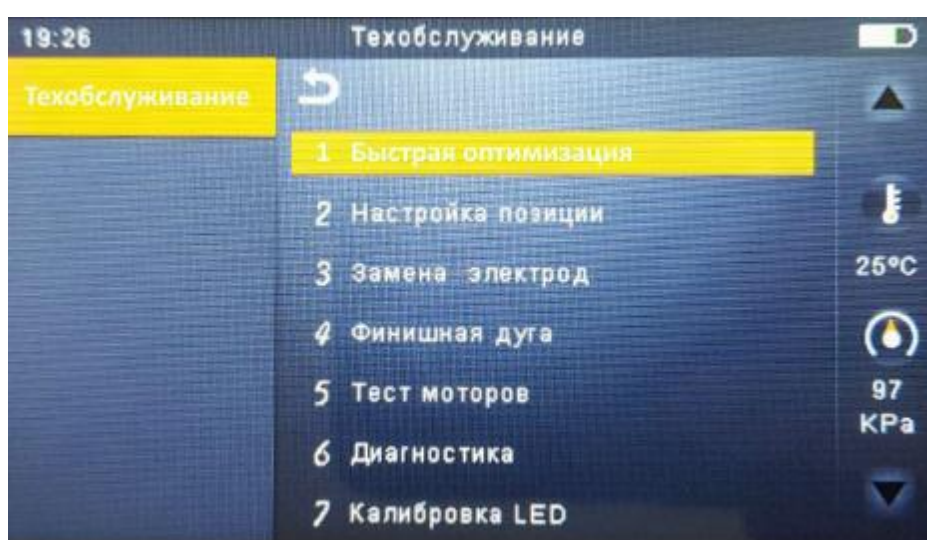 19:26
Техобслуживание
Техобслуживание
1 Быстрая оптимизация
2 Настройка позиции
3 Замена электрод
4 Финишная дуга
5 Тест моторов
6 Диагностика
7 Калибровка LED
25°C
97
KPa